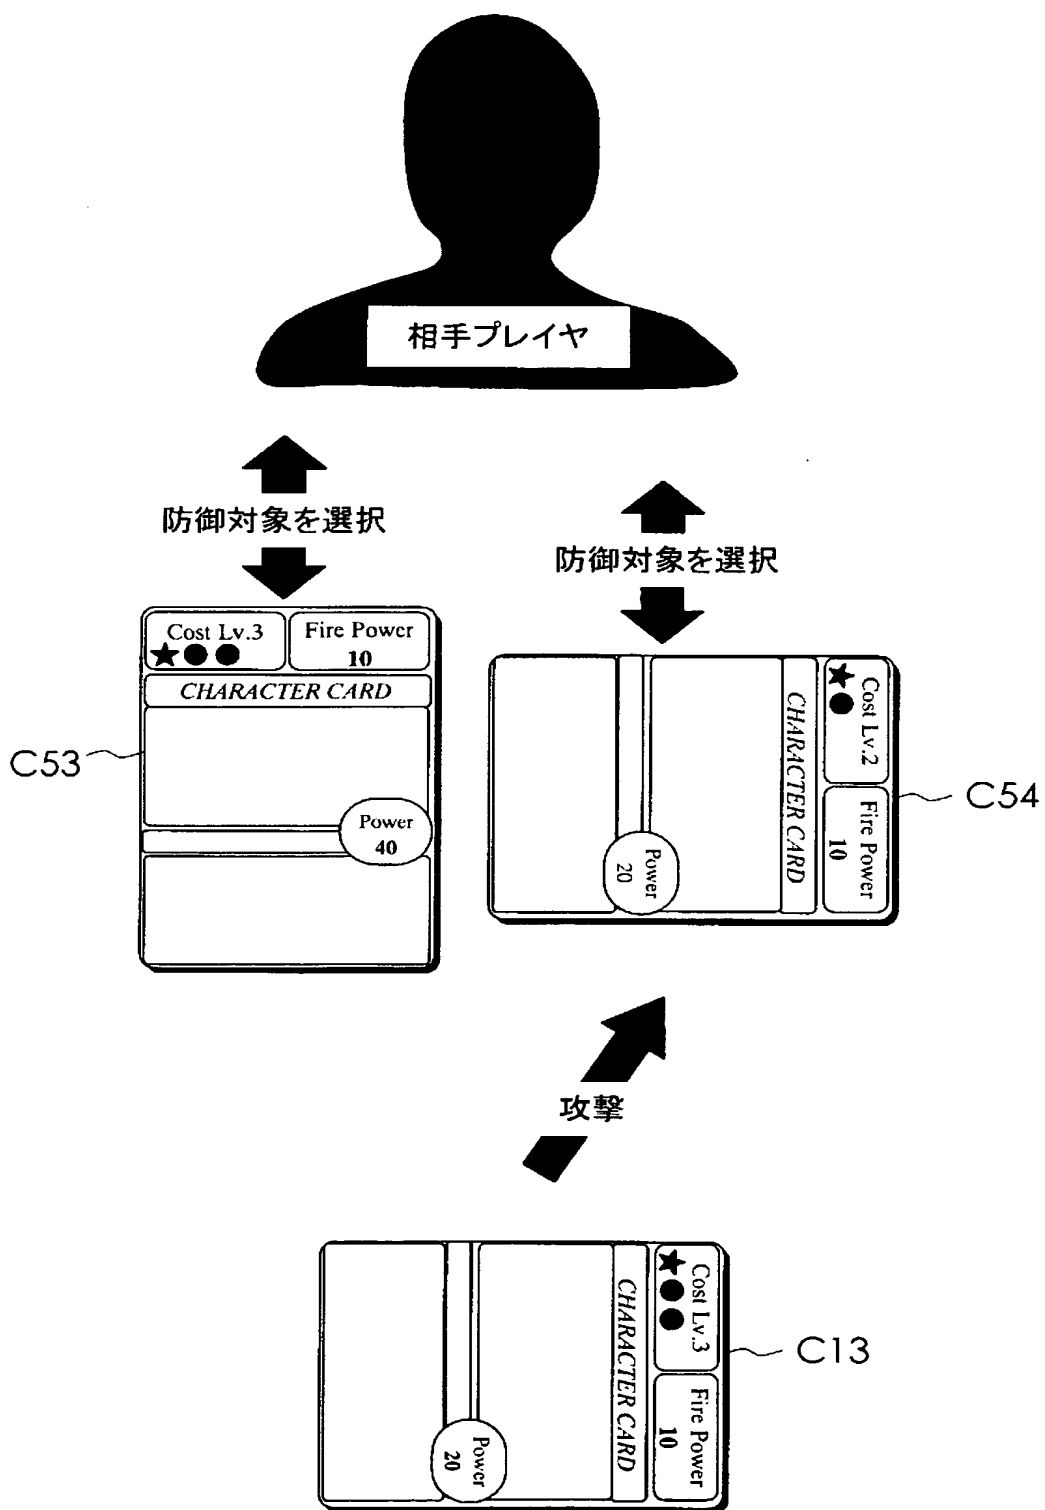 相手プレイヤ
防御対象を選択
防御対象を選択
Cost Lv.3
Fire Power
10
CHARACTER CARD
C53
Power
40
Cost Lv.2
Fire Power
10
CHARACTER CARD
Power
20
C54
攻撃
Cost Lv.3
Fire Power
10
CHARACTER CARD
Power
20
C13